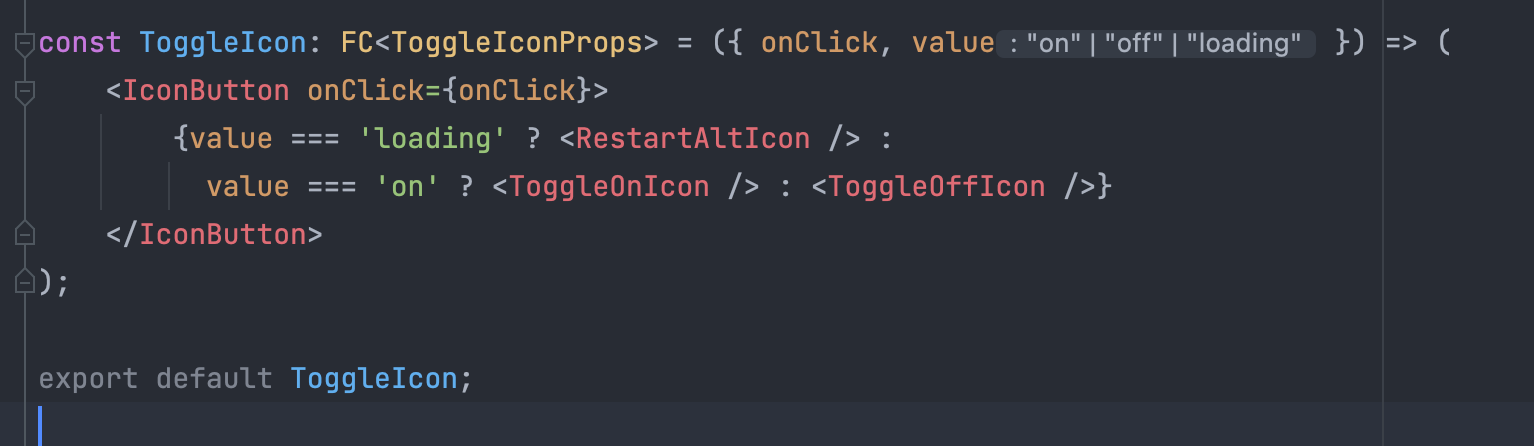 const ToggleIcon: FC<ToggleIconProps> = ({ onClick, value : "on" | "off" | "loading" }) => (
    <IconButton onClick={onClick}>
        {value === 'loading' ? <RestartAltIcon /> :
          value === 'on' ? <ToggleOnIcon /> : <ToggleOffIcon />}
    </IconButton>
);

export default ToggleIcon;